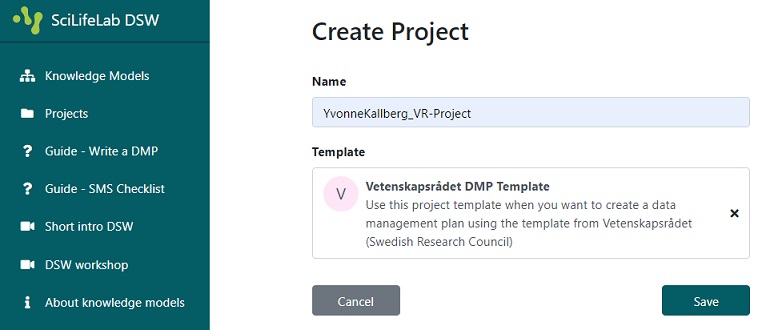 SciLifeLab DSW
Knowledge Models
Projects
Guide - Write a DMP
Guide - SMS Checklist
Short intro DSW
DSW workshop
About knowledge models
Create Project
Name
YvonneKallberg_VR-Project
Template
V
Vetenskapsrådet DMP Template
Use this project template when you want to create a data
management plan using the template from Vetenskapsrådet
(Swedish Research Council)
Cancel
Save